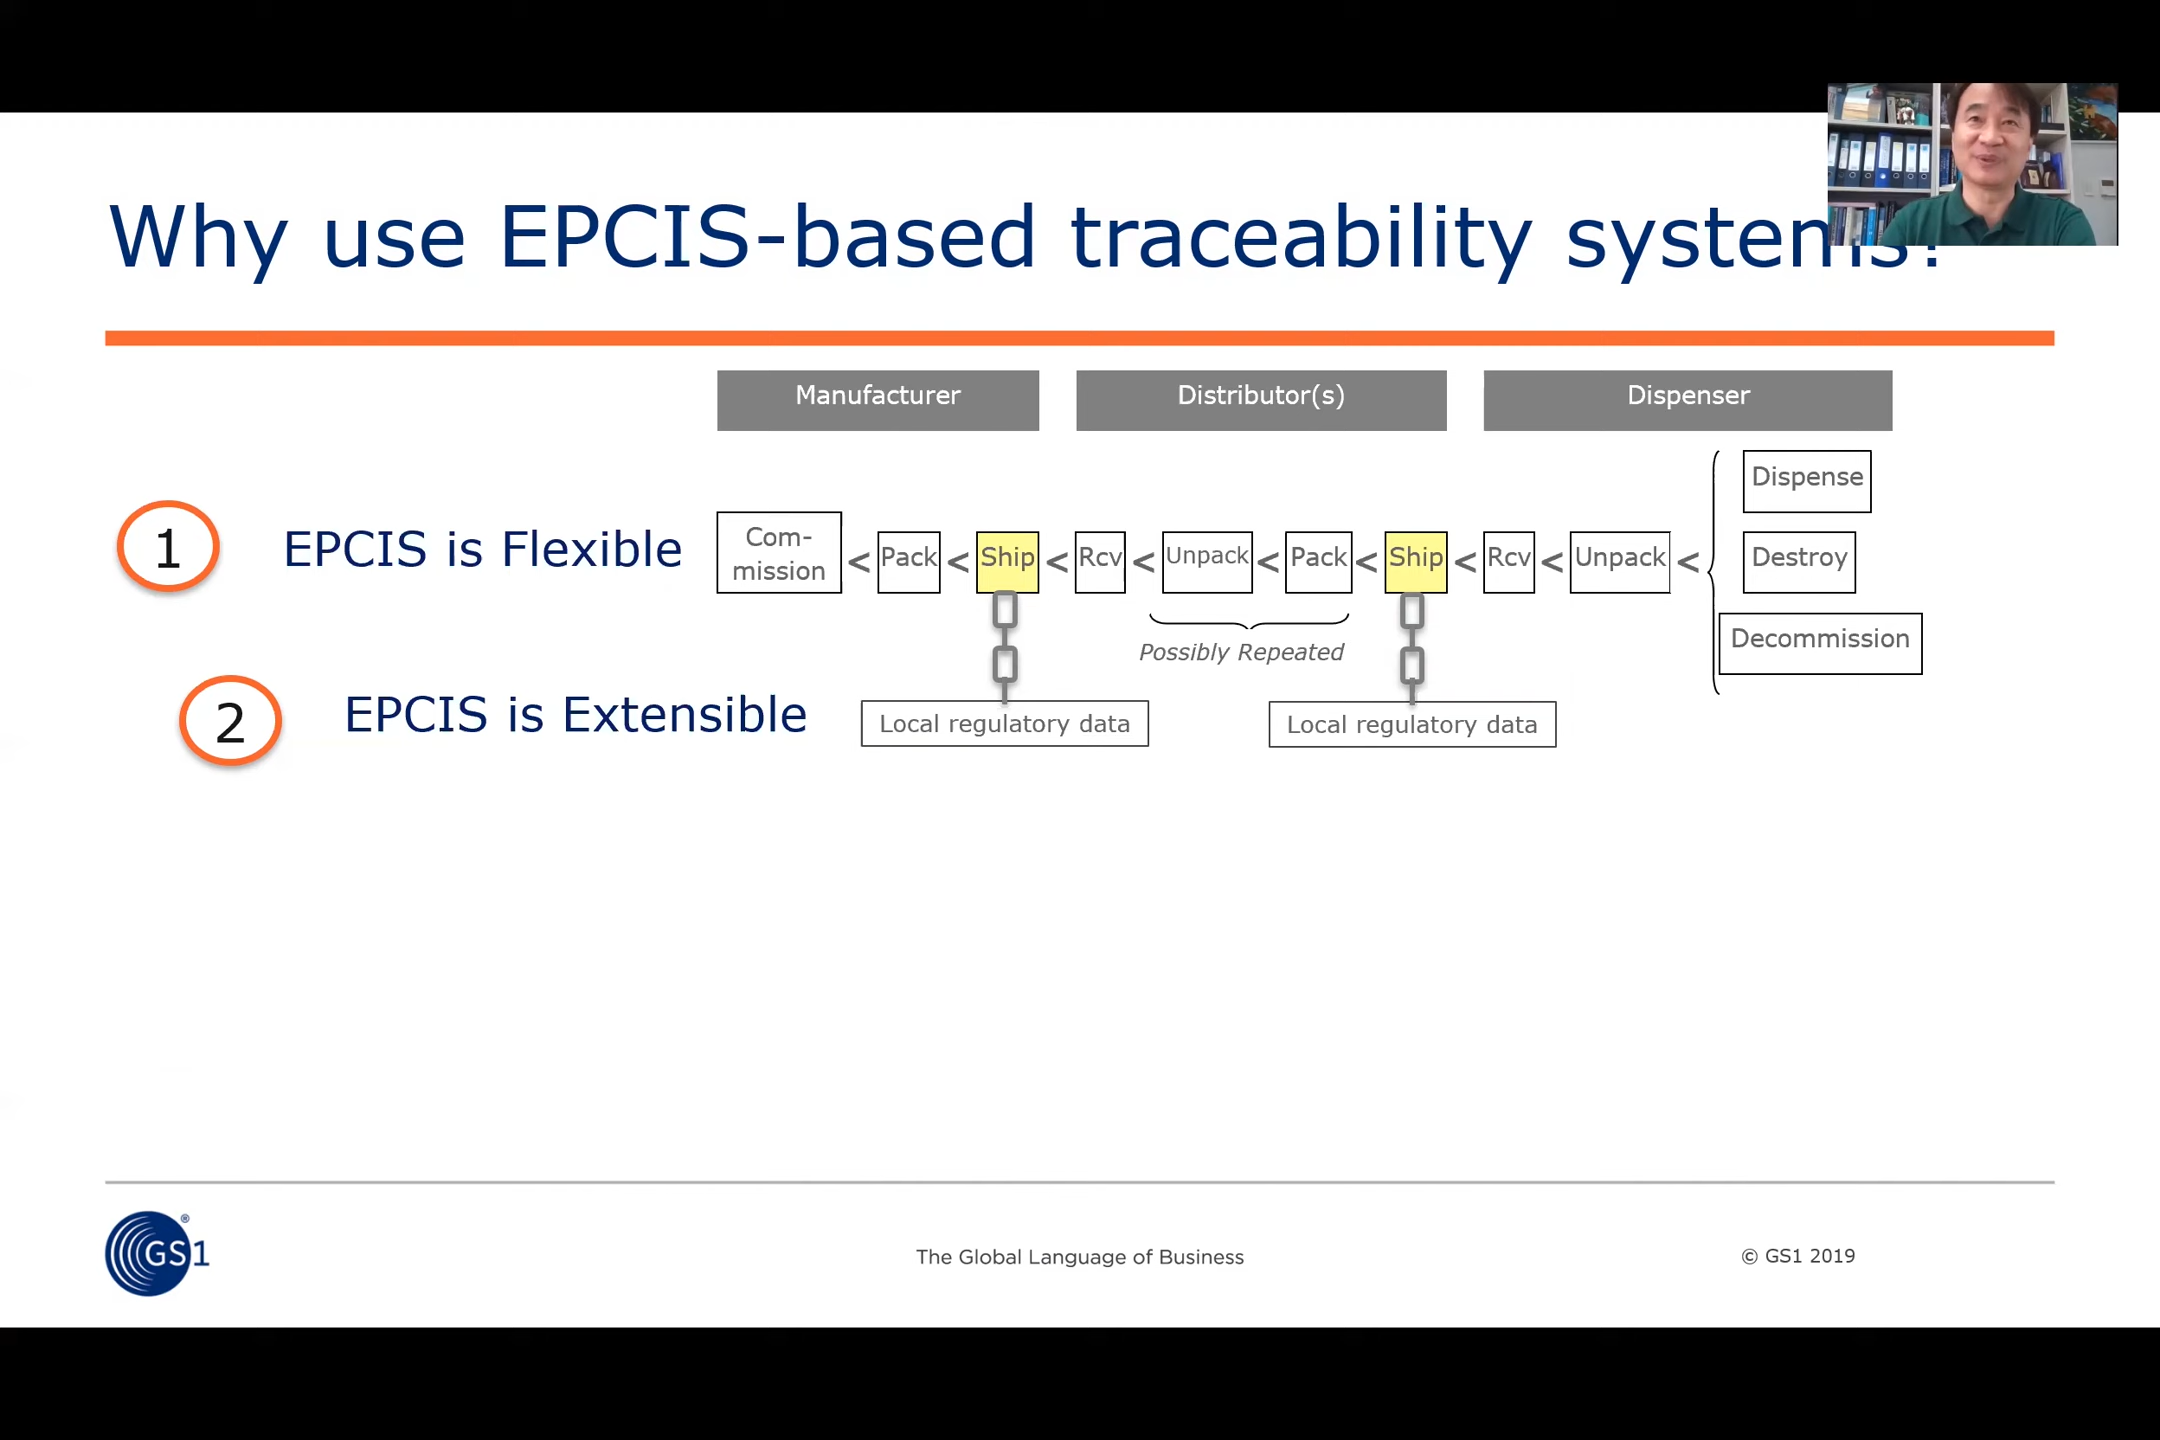 Why use EPCIS-based traceability systems?
Manufacturer
Distributor(s)
Dispenser
1
EPCIS is Flexible
Com-
mission
< Pack < Ship < Rcv < Unpack < Pack < Ship < Rcv < Unpack <
Dispense
Destroy
Decommission
Possibly Repeated
2
EPCIS is Extensible
Local regulatory data
Local regulatory data
GS1®
The Global Language of Business
© GS1 2019